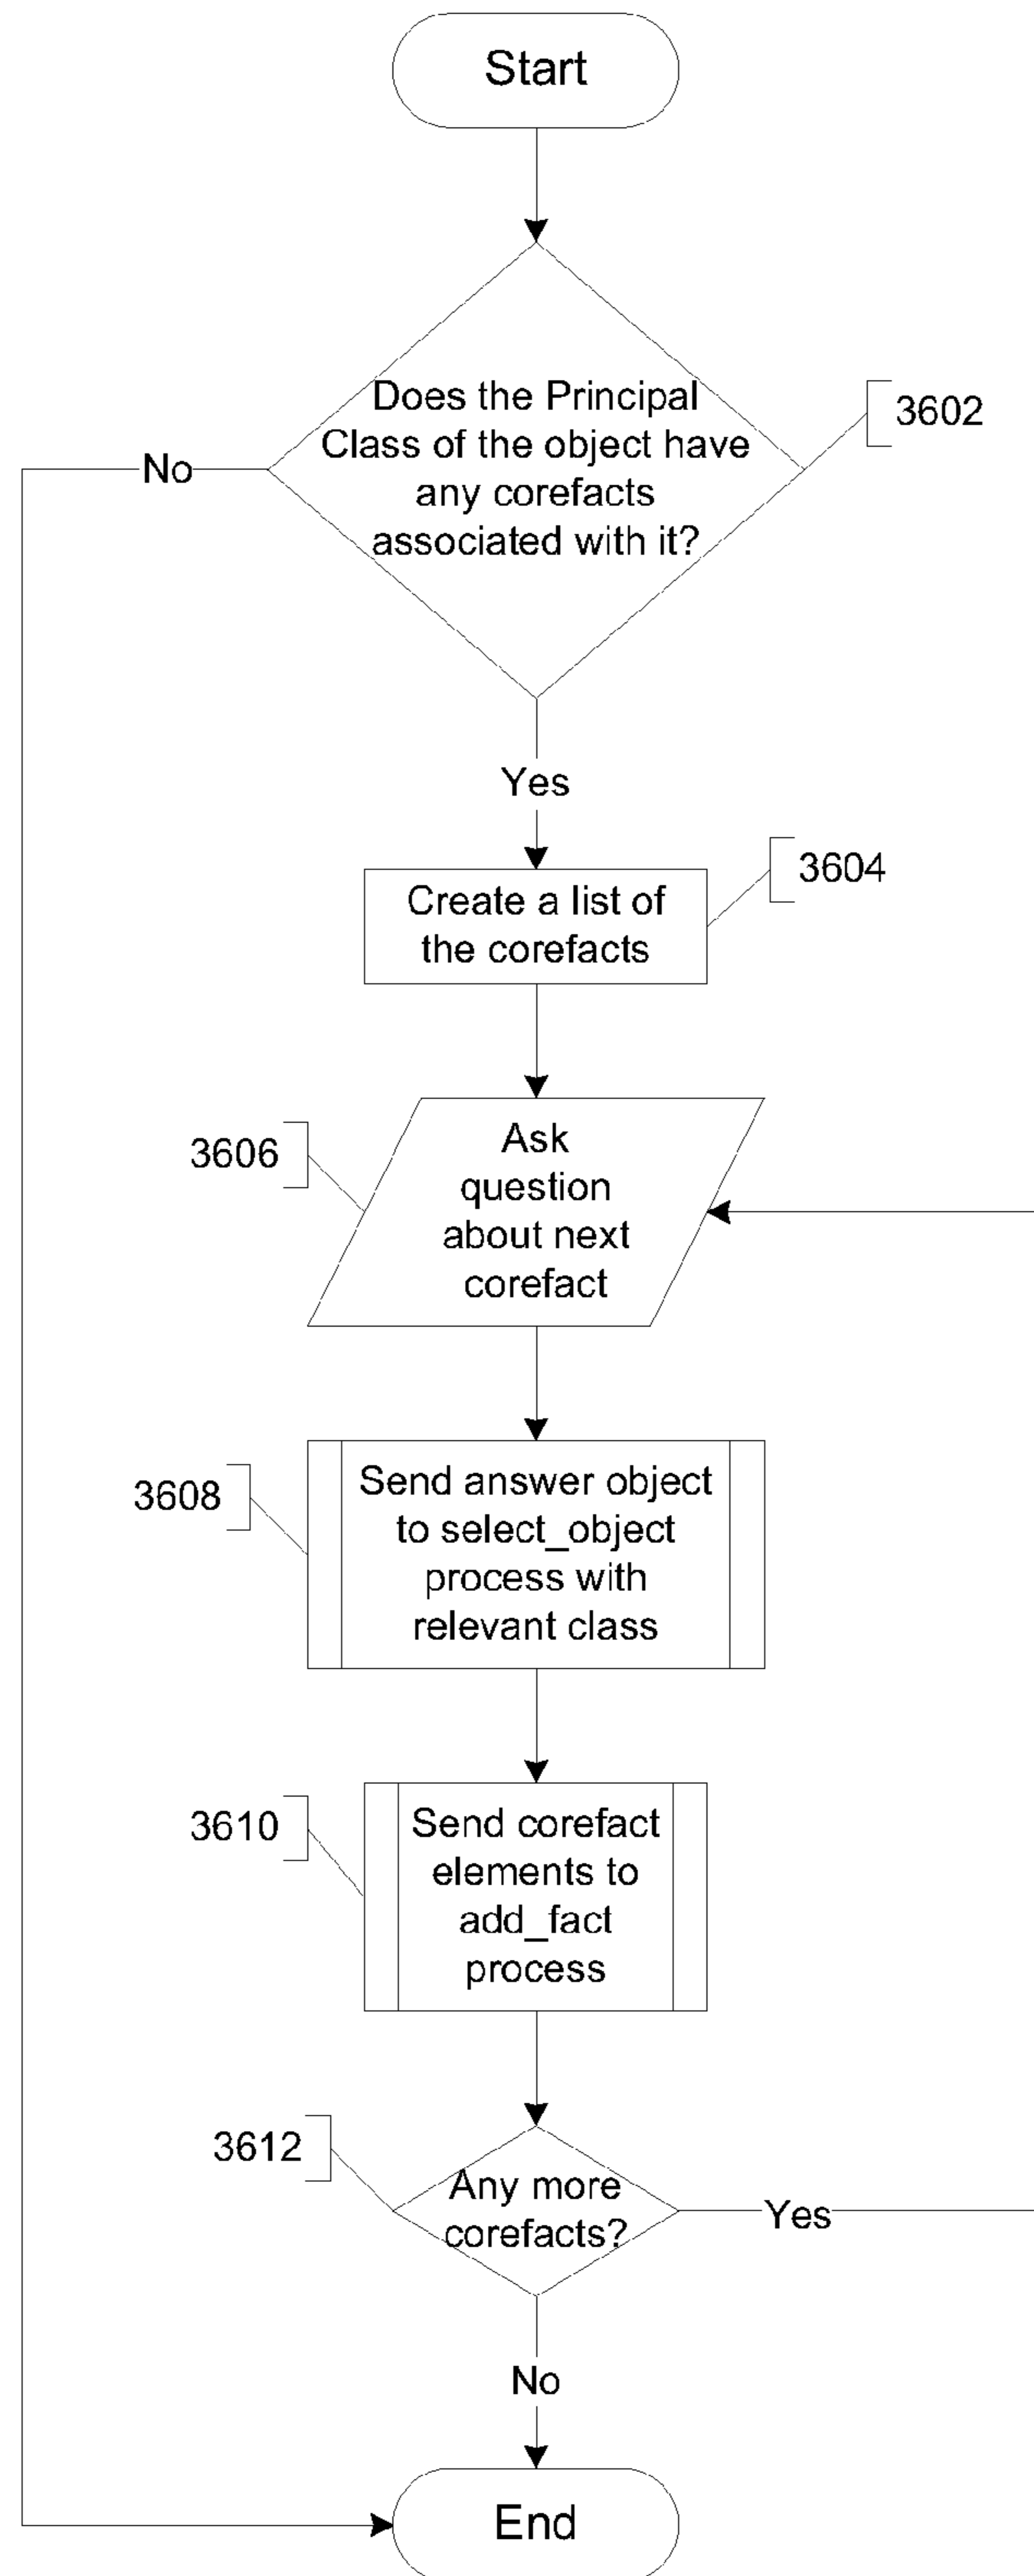 Start
Does the Principal
Class of the object have
any corefacts
associated with it?
3602
No
Yes
Create a list of
the corefacts
3604
Ask
question
about next
corefact
3606
Send answer object
to select_object
process with
relevant class
3608
Send corefact
elements to
add_fact
process
3610
Any more
corefacts?
3612
Yes
No
End